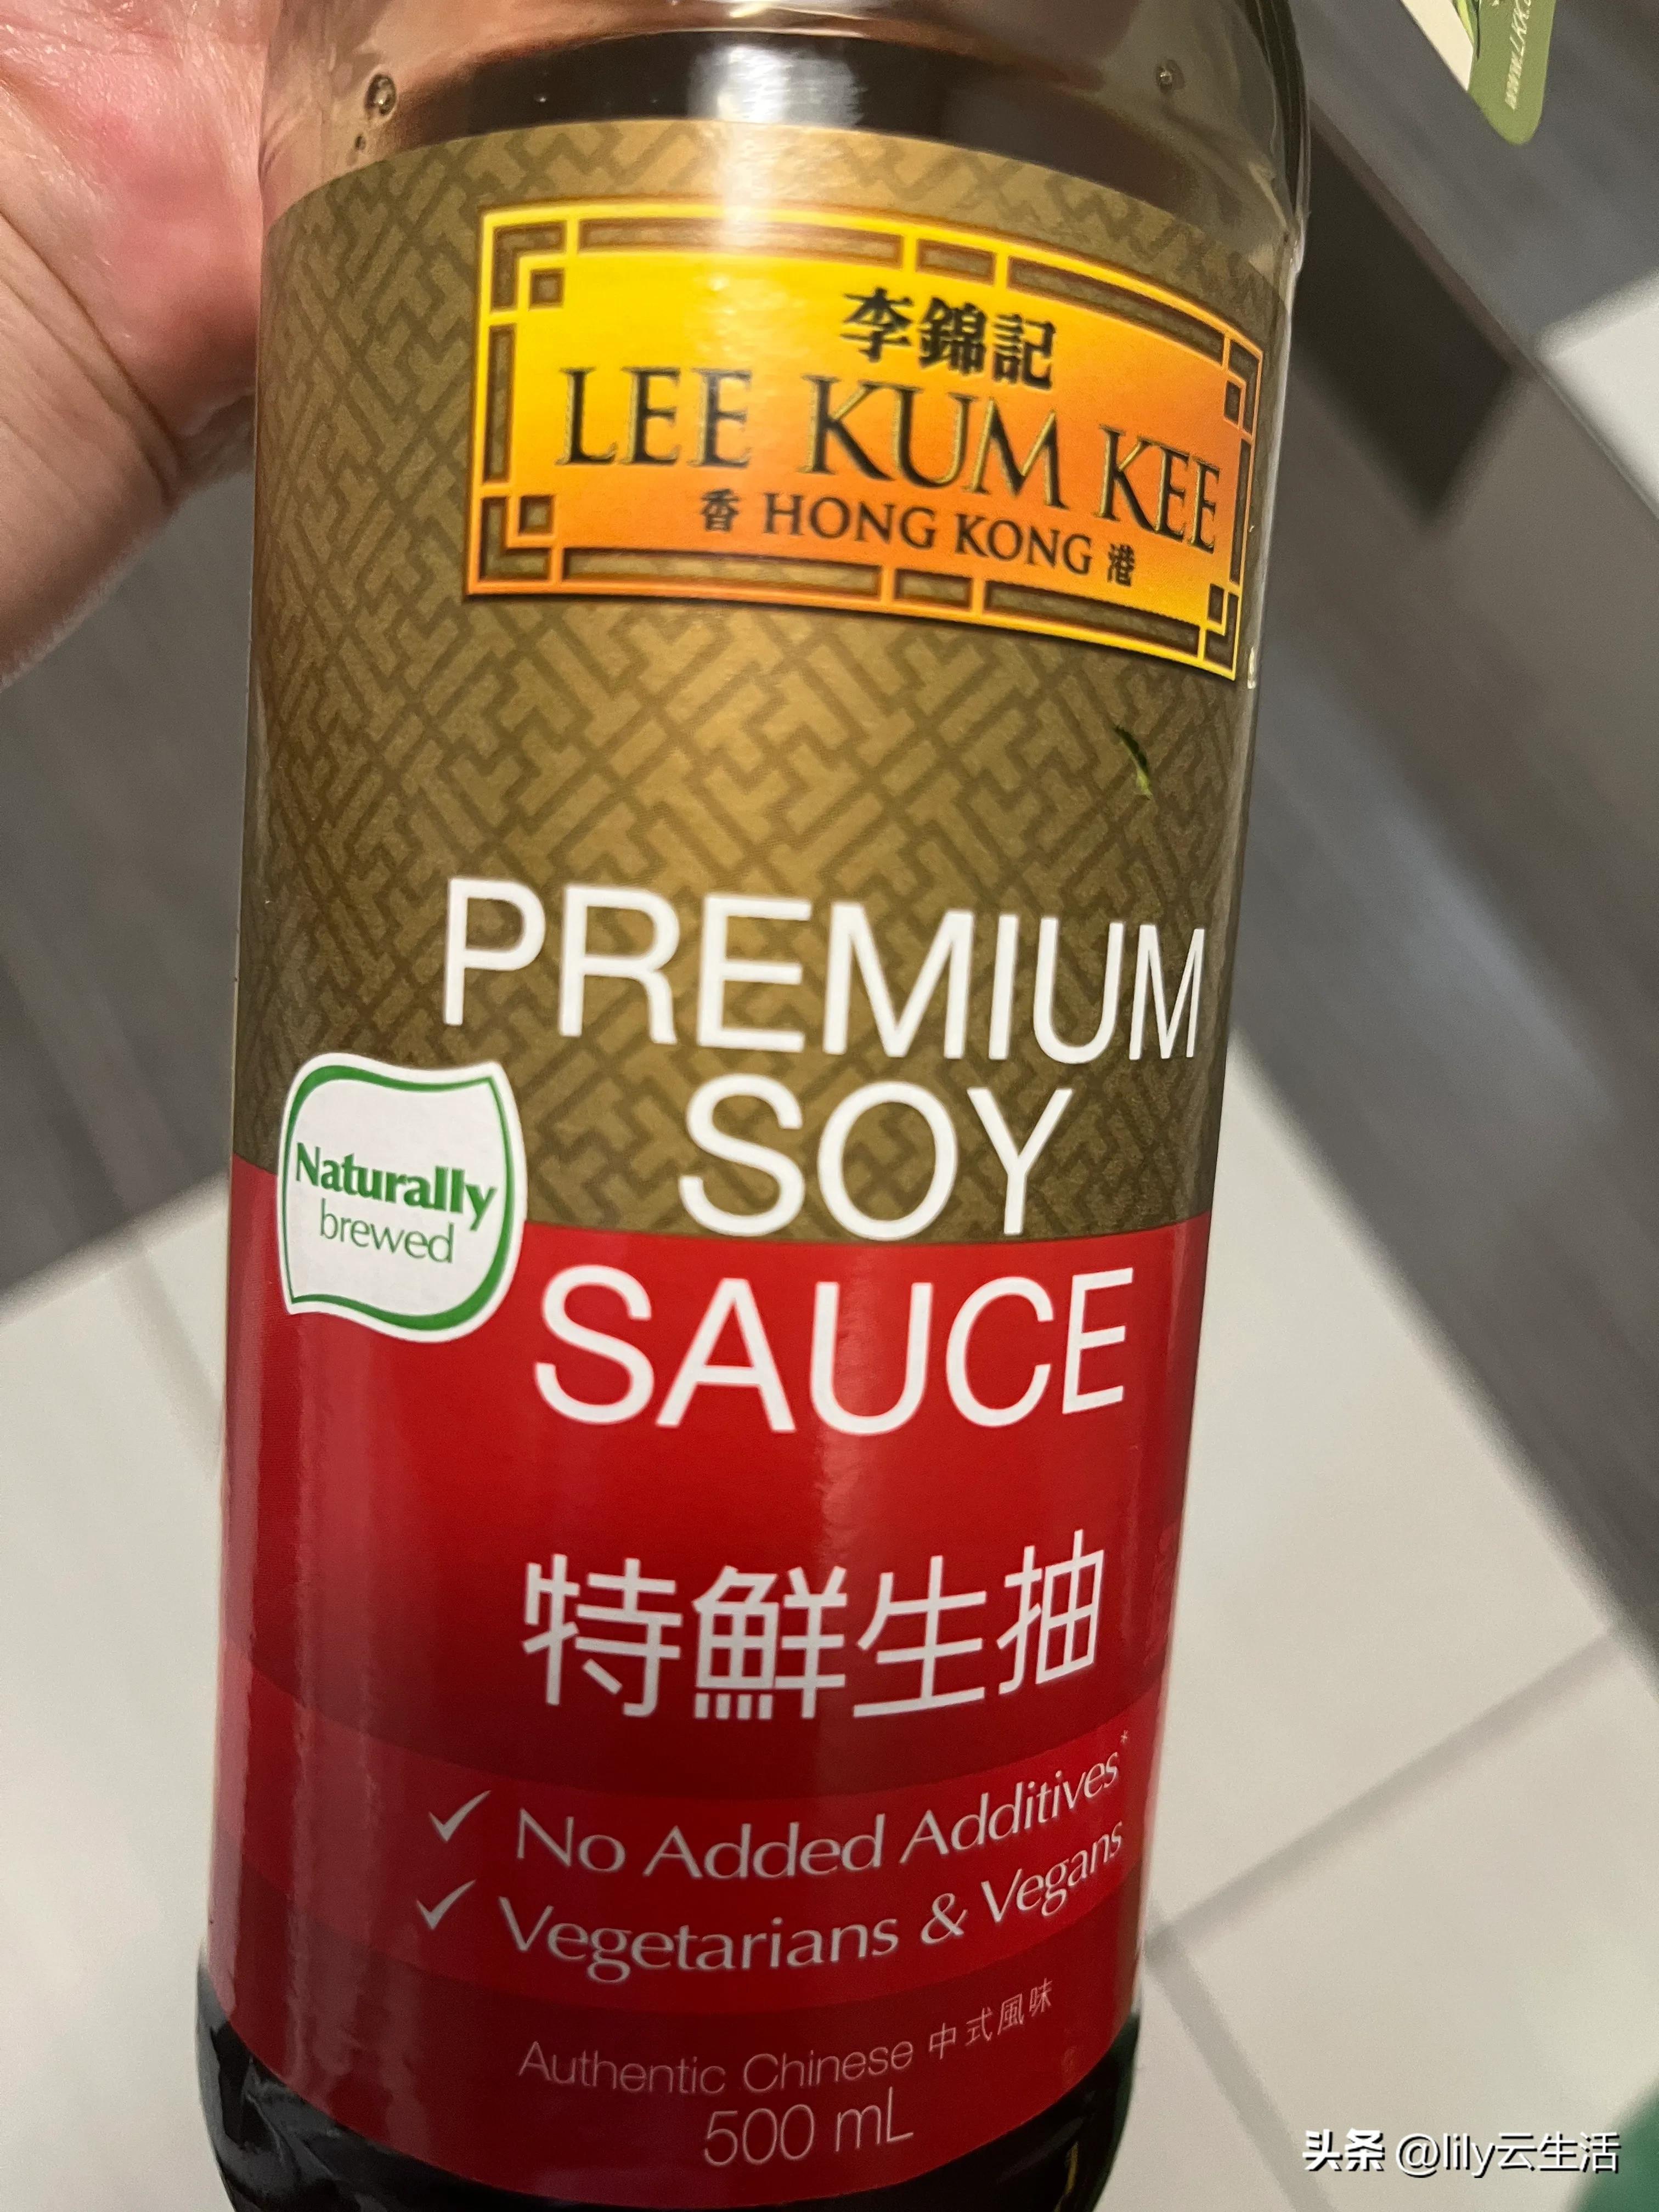 李錦記
LEE KUM KEE
香 HONG KONG 港
PREMIUM
SOY
SAUCE
Naturally
brewed
特鮮生抽
✓ No Added Additives*
✓ Vegetarians & Vegans
Authentic Chinese 中式風味
500 mL
头条 @lily云生活